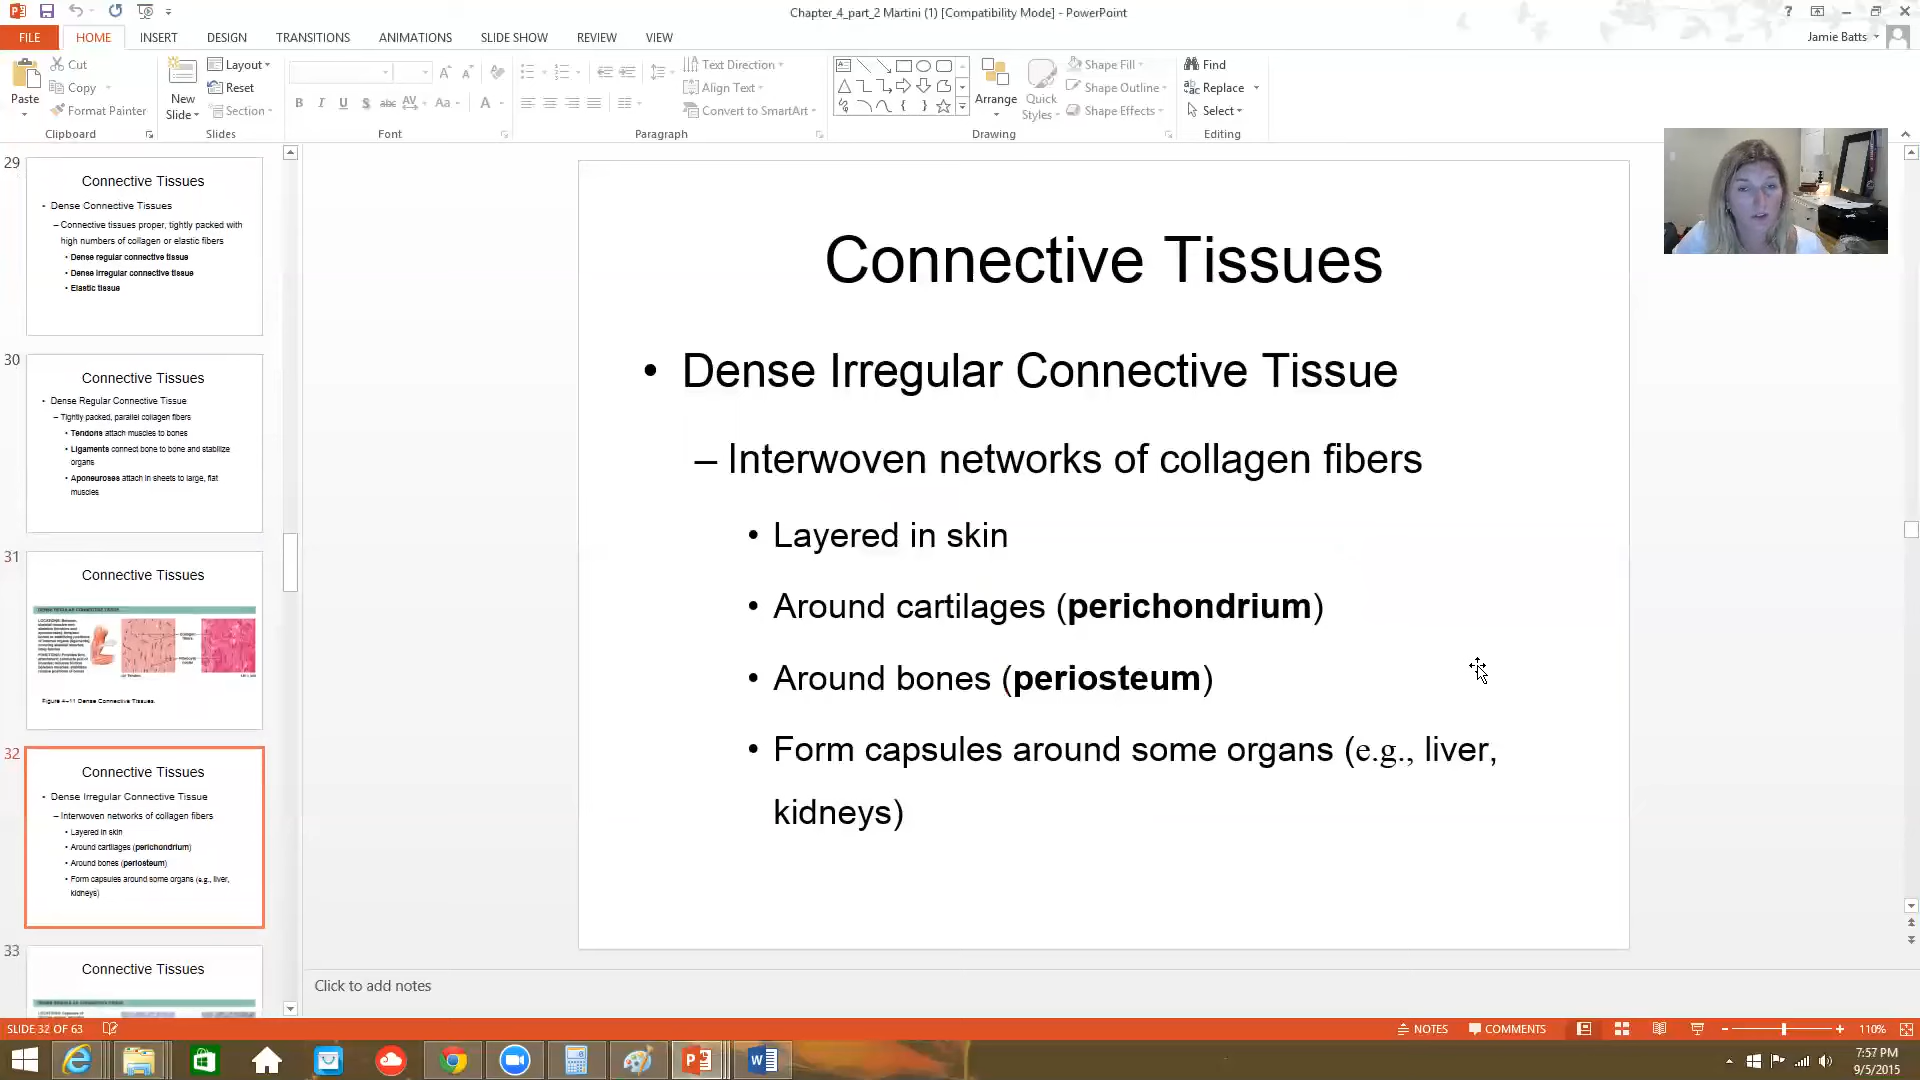 Chapter_4_part_2 Martini (1) [Compatibility Mode] - PowerPoint
FILE HOME INSERT DESIGN TRANSITIONS ANIMATIONS SLIDE SHOW REVIEW VIEW
Jamie Batts
Paste
Cut
Copy
Format Painter
Clipboard
New
Slide
Layout
Reset
Section
Slides
Font
Text Direction
Align Text
Convert to SmartArt
Paragraph
Arrange
Quick
Styles
Shape Fill
Shape Outline
Shape Effects
Drawing
Find
Replace
Select
Editing
29
Connective Tissues
• Dense Connective Tissues
– Connective tissues proper, tightly packed with
high numbers of collagen or elastic fibers
• Dense regular connective tissue
• Dense irregular connective tissue
• Elastic tissue
30
Connective Tissues
• Dense Regular Connective Tissue
– Tightly packed, parallel collagen fibers
• Tendons attach muscles to bones
• Ligaments connect bone to bone and stabilize
organs
• Aponeuroses attach in sheets to large, flat
muscles
31
Connective Tissues
Figure 4–11 Dense Connective Tissues.
32
Connective Tissues
• Dense Irregular Connective Tissue
– Interwoven networks of collagen fibers
• Layered in skin
• Around cartilages (perichondrium)
• Around bones (periosteum)
• Form capsules around some organs (e.g., liver,
kidneys)
33
Connective Tissues
Connective Tissues
• Dense Irregular Connective Tissue
– Interwoven networks of collagen fibers
• Layered in skin
• Around cartilages (perichondrium)
• Around bones (periosteum)
• Form capsules around some organs (e.g., liver,
kidneys)
Click to add notes
SLIDE 32 OF 63
NOTES COMMENTS 110%
7:57 PM
9/5/2015